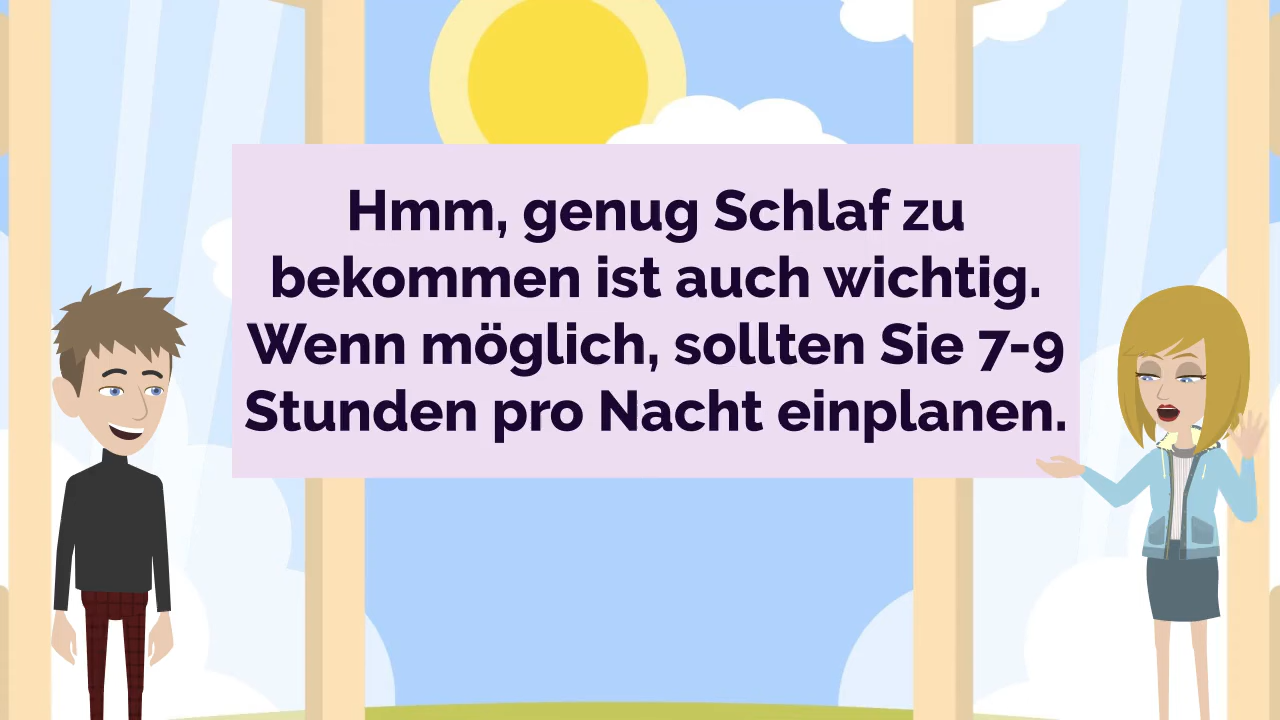 Hmm, genug Schlaf zu
bekommen ist auch wichtig.
Wenn möglich, sollten Sie 7-9
Stunden pro Nacht einplanen.